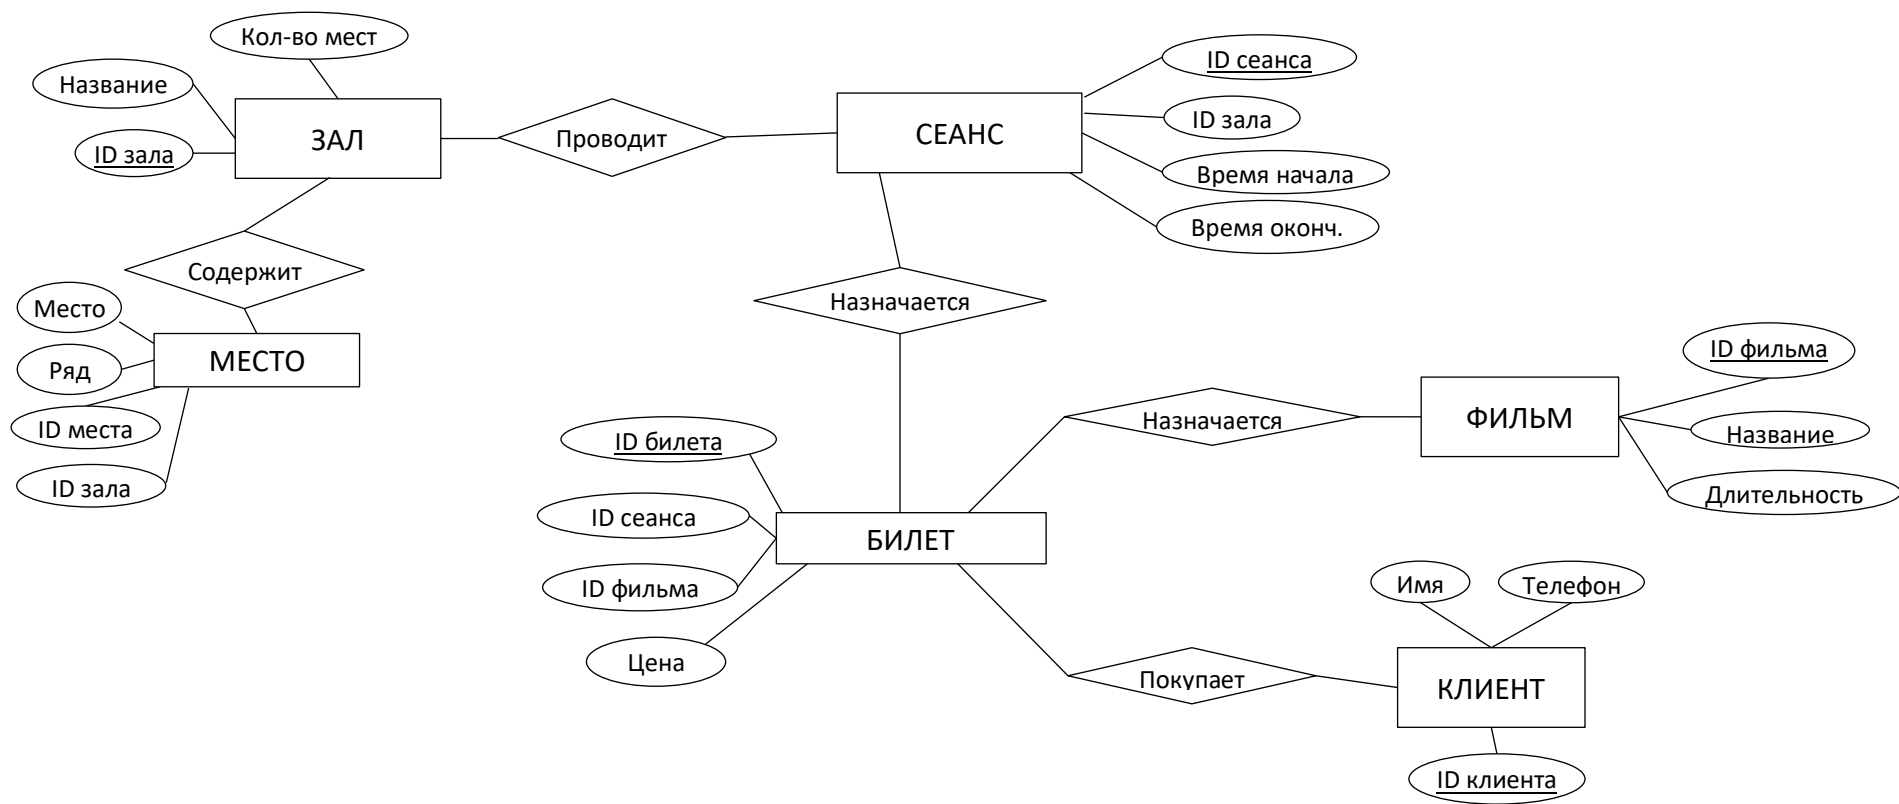 Кол-во мест
Название
ID зала
ЗАЛ
Проводит
СЕАНС
ID сеанса
ID зала
Время начала
Время оконч.
Содержит
Место
Ряд
ID места
ID зала
МЕСТО
Назначается
Назначается
ФИЛЬМ
ID фильма
Название
Длительность
ID билета
ID сеанса
ID фильма
Цена
БИЛЕТ
Покупает
Имя
Телефон
КЛИЕНТ
ID клиента